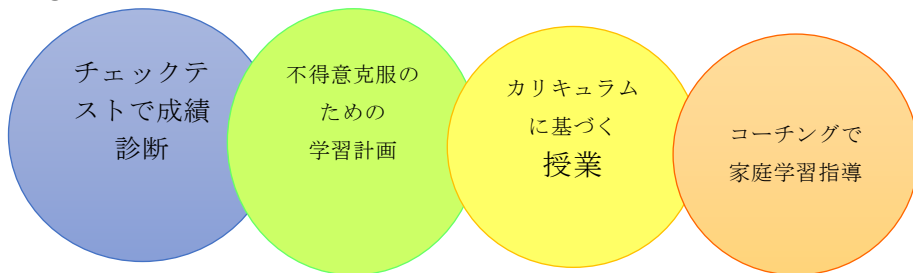 チェックテ
ストで成績
診断
不得意克服の
ための
学習計画
カリキュラム
に基づく
授業
コーチングで
家庭学習指導